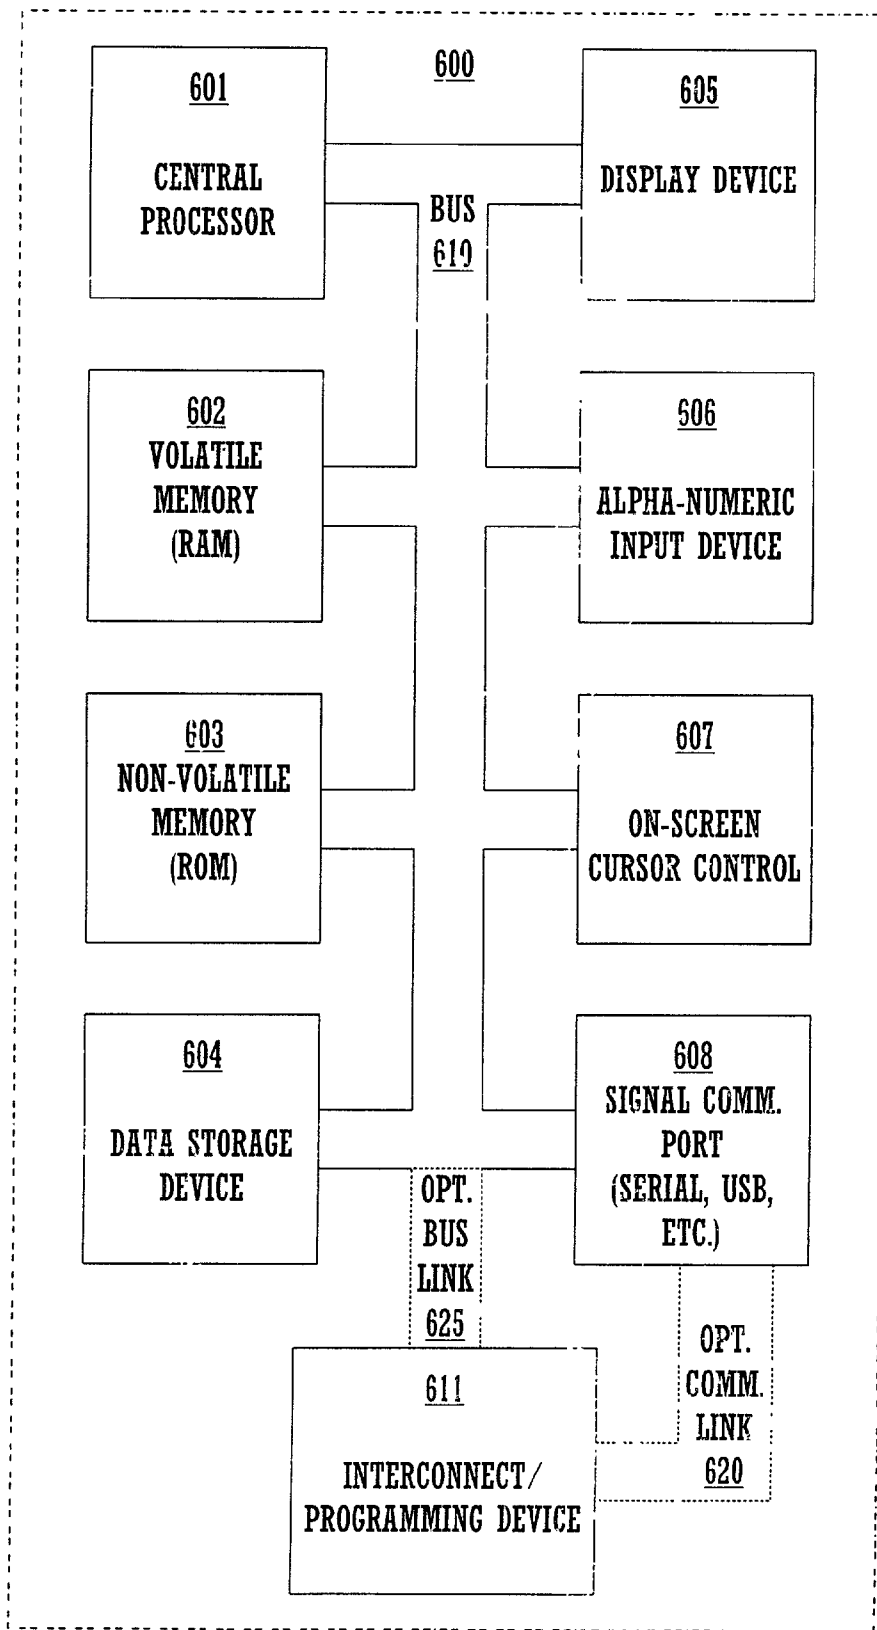 600
601
CENTRAL
PROCESSOR
605
DISPLAY DEVICE
BUS
610
602
VOLATILE
MEMORY
(RAM)
606
ALPHA-NUMERIC
INPUT DEVICE
603
NON-VOLATILE
MEMORY
(ROM)
607
ON-SCREEN
CURSOR CONTROL
604
DATA STORAGE
DEVICE
608
SIGNAL COMM.
PORT
(SERIAL, USB,
ETC.)
OPT.
BUS
LINK
625
611
INTERCONNECT/
PROGRAMMING DEVICE
OPT.
COMM.
LINK
620